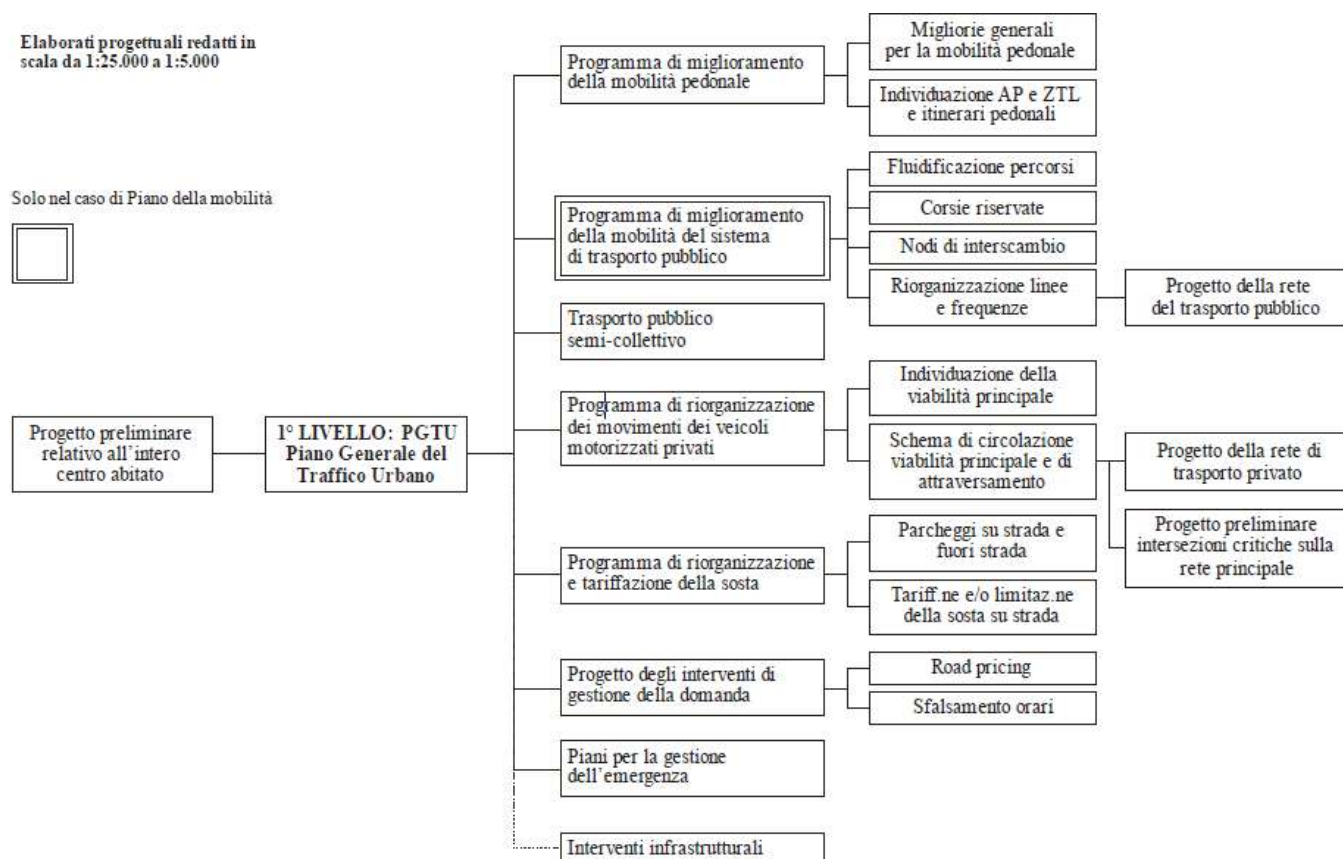 Elaborati progettuali redatti in
scala da 1:25.000 a 1:5.000
Solo nel caso di Piano della mobilità
Progetto preliminare
relativo all'intero
centro abitato
1° LIVELLO: PGTU
Piano Generale del
Traffico Urbano
Programma di miglioramento
della mobilità pedonale
Migliorie generali
per la mobilità pedonale
Individuazione AP e ZTL
e itinerari pedonali
Programma di miglioramento
della mobilità del sistema
di trasporto pubblico
Fluidificazione percorsi
Corsie riservate
Nodi di interscambio
Riorganizzazione linee
e frequenze
Progetto della rete
del trasporto pubblico
Trasporto pubblico
semi-collettivo
Programma di riorganizzazione
dei movimenti dei veicoli
motorizzati privati
Individuazione della
viabilità principale
Schema di circolazione
viabilità principale e di
attraversamento
Progetto della rete di
trasporto privato
Progetto preliminare
intersezioni critiche sulla
rete principale
Programma di riorganizzazione
e tariffazione della sosta
Parcheggi su strada e
fuori strada
Tariff.ne e/o limitaz.ne
della sosta su strada
Progetto degli interventi di
gestione della domanda
Road pricing
Sfalsamento orari
Piani per la gestione
dell'emergenza
Interventi infrastrutturali